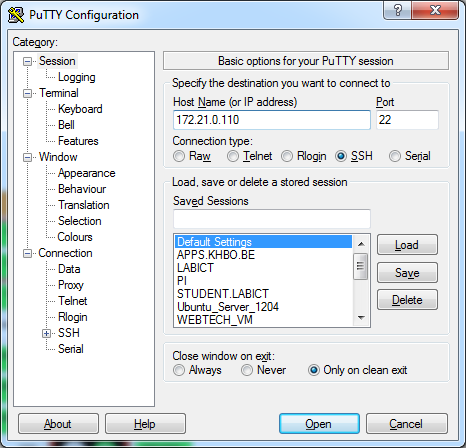 PuTTY Configuration
Category:
Session
Logging
Terminal
Keyboard
Bell
Features
Window
Appearance
Behaviour
Translation
Selection
Colours
Connection
Data
Proxy
Telnet
Rlogin
SSH
Serial
Basic options for your PuTTY session
Specify the destination you want to connect to
Host Name (or IP address) Port
172.21.0.110 22
Connection type:
Raw Telnet Rlogin SSH Serial
Load, save or delete a stored session
Saved Sessions
Default Settings
APPS.KHBO.BE
LABICT
PI
STUDENT.LABICT
Ubuntu_Server_1204
WEBTECH_VM
Load
Save
Delete
Close window on exit:
Always Never Only on clean exit
About Help Open Cancel